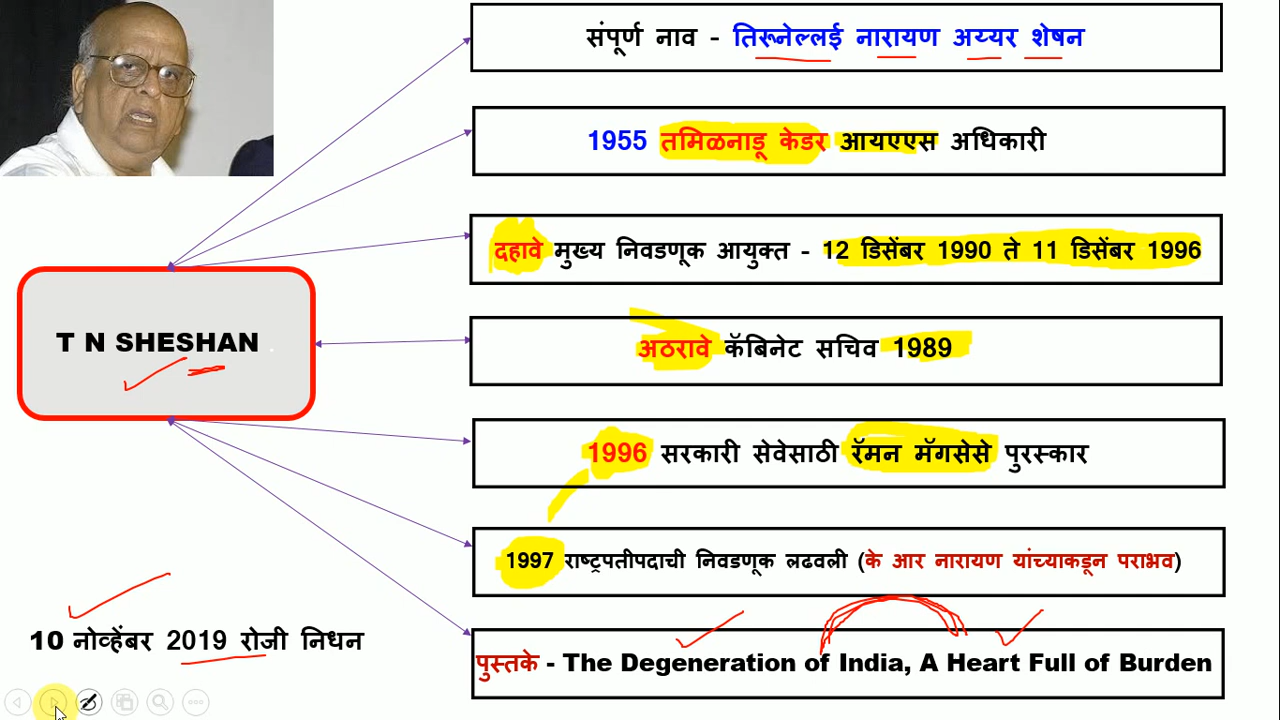 संपूर्ण नाव - तिरूनेल्लई नारायण अय्यर शेषन
1955 तमिळनाडू केडर आयएएस अधिकारी
दहावे मुख्य निवडणूक आयुक्त - 12 डिसेंबर 1990 ते 11 डिसेंबर 1996
T N SHESHAN
अठरावे कॅबिनेट सचिव 1989
1996 सरकारी सेवेसाठी रॅमन मॅगसेसे पुरस्कार
1997 राष्ट्रपतीपदाची निवडणूक लढवली (के आर नारायण यांच्याकडून पराभव)
10 नोव्हेंबर 2019 रोजी निधन
पुस्तके - The Degeneration of India, A Heart Full of Burden